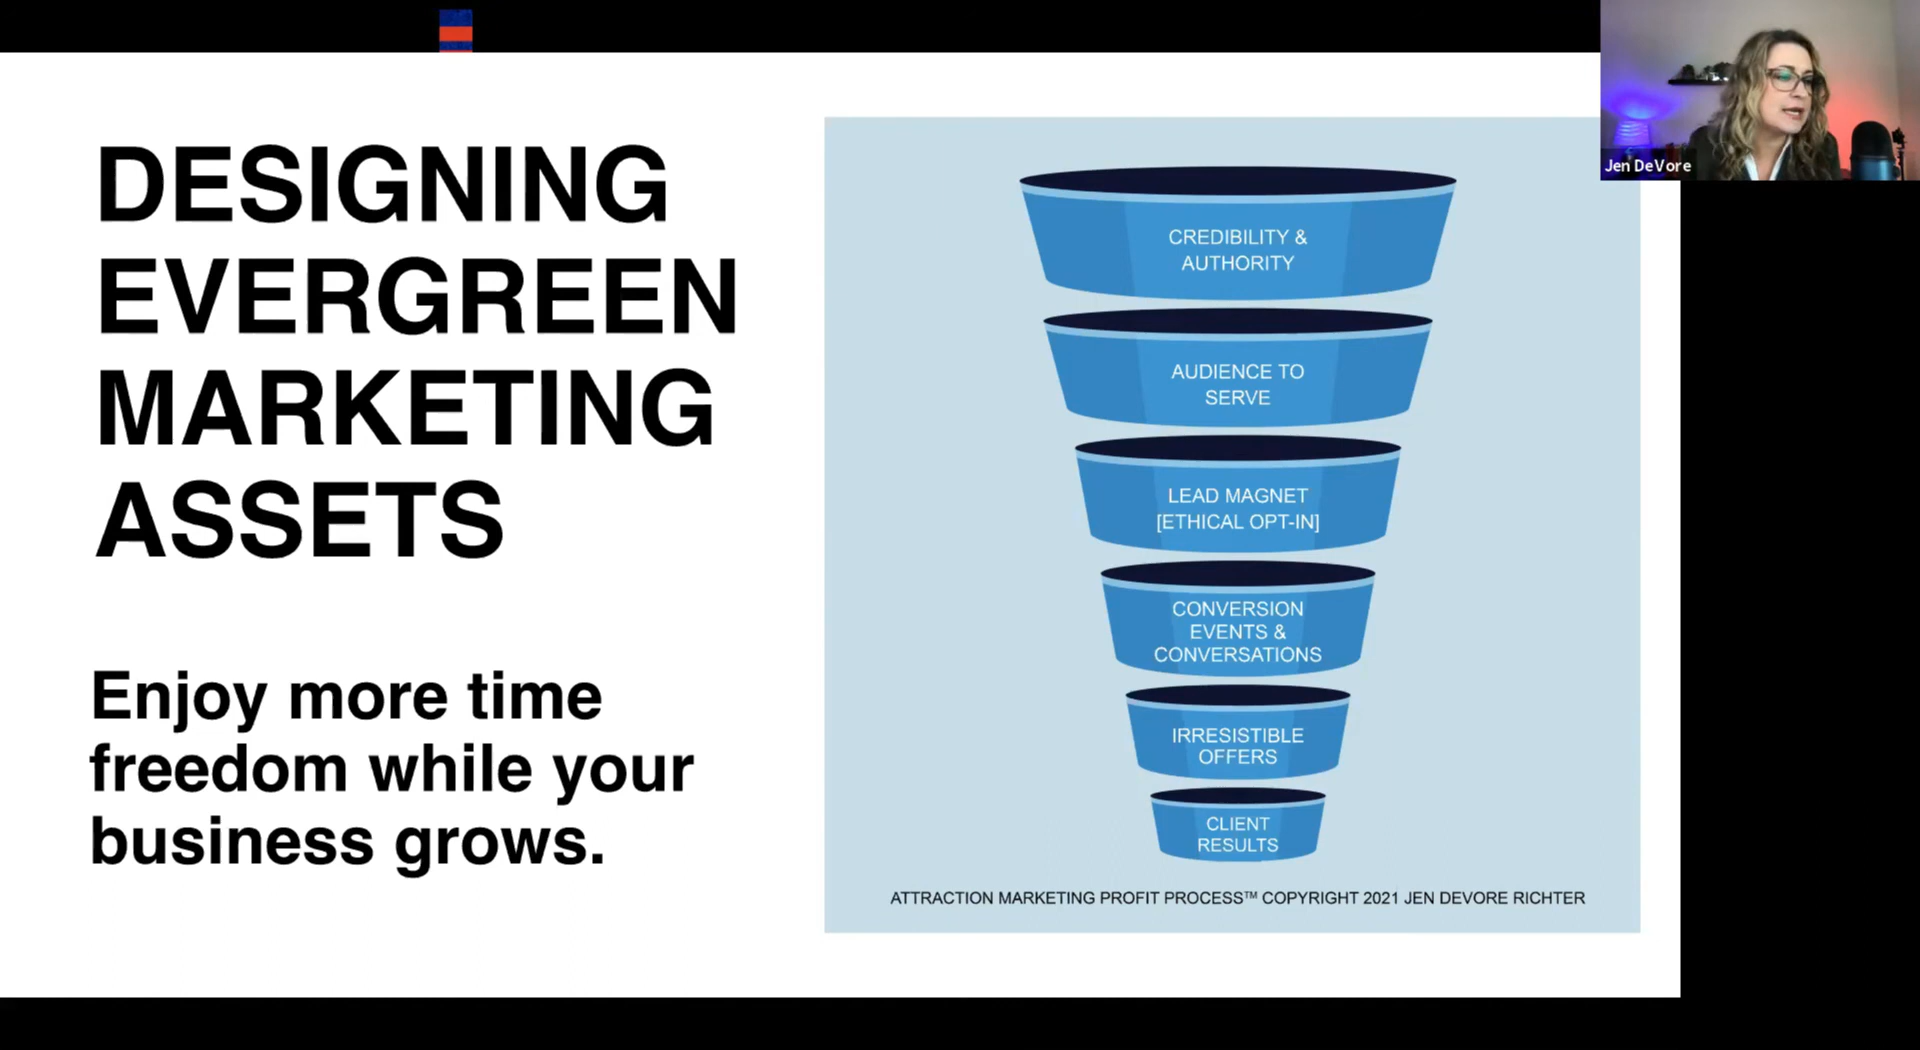 DESIGNING
EVERGREEN
MARKETING
ASSETS
Enjoy more time
freedom while your
business grows.
CREDIBILITY &
AUTHORITY
AUDIENCE TO
SERVE
LEAD MAGNET
[ETHICAL OPT-IN]
CONVERSION
EVENTS &
CONVERSATIONS
IRRESISTIBLE
OFFERS
CLIENT
RESULTS
ATTRACTION MARKETING PROFIT PROCESS™ COPYRIGHT 2021 JEN DEVORE RICHTER
Jen DeVore